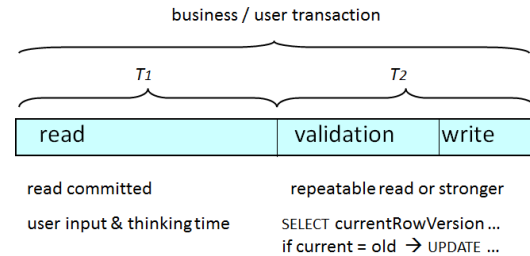 business / user transaction
T1 T2
read validation write
read committed repeatable read or stronger
user input & thinking time SELECT currentRowVersion ...
if current = old → UPDATE ...